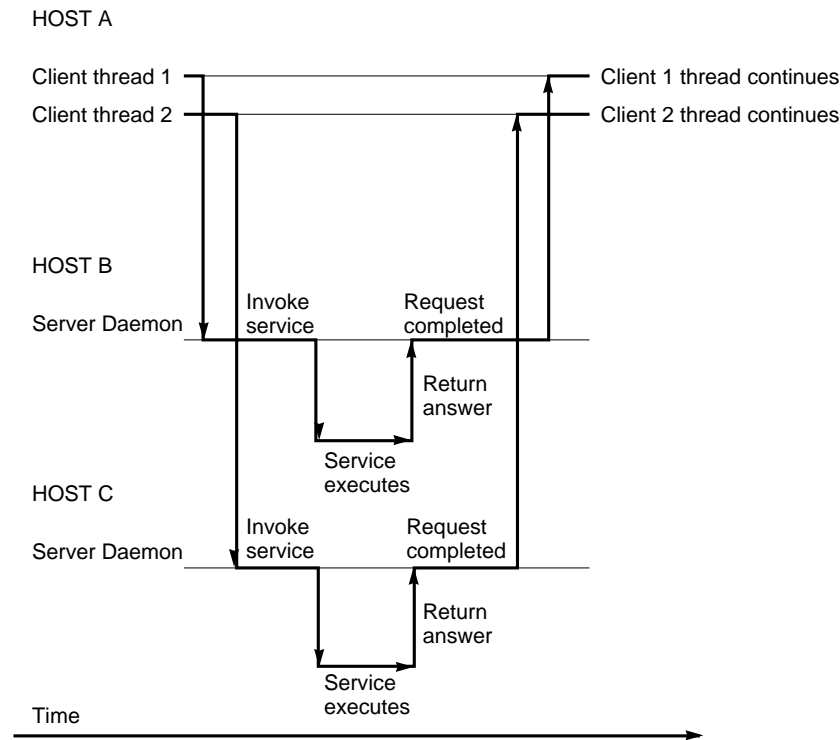 HOST A
Client thread 1
Client 1 thread continues
Client thread 2
Client 2 thread continues
HOST B
Server Daemon
Invoke
service
Request
completed
Return
answer
Service
executes
HOST C
Server Daemon
Invoke
service
Request
completed
Return
answer
Service
executes
Time